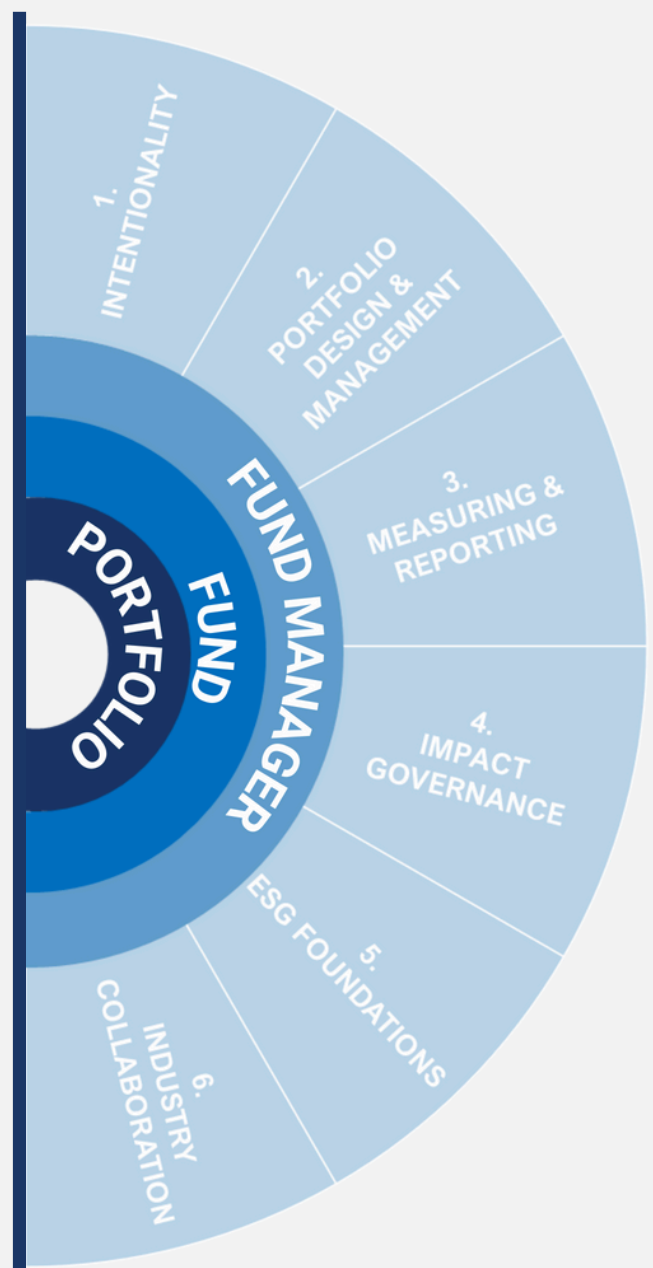 1.
INTENTIONALITY
2.
PORTFOLIO
DESIGN &
MANAGEMENT
3.
MEASURING &
REPORTING
4.
IMPACT
GOVERNANCE
5.
ESG FOUNDATIONS
6.
INDUSTRY
COLLABORATION
FUND MANAGER
FUND
PORTFOLIO